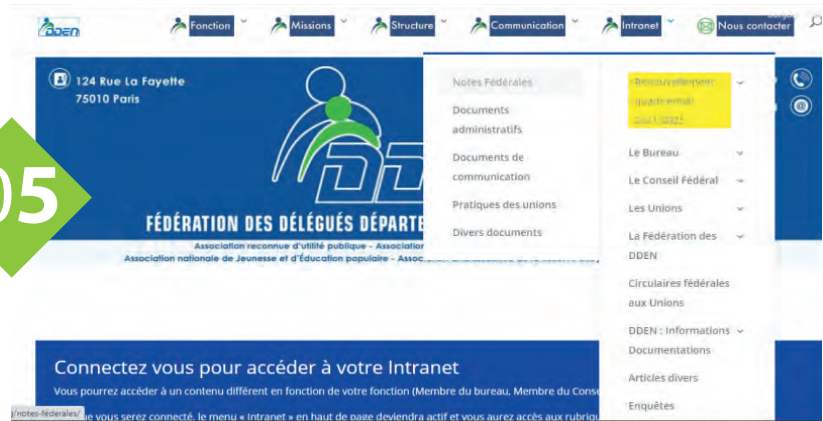 DDEN
Fonction
Missions
Structure
Communication
Intranet
Nous contacter
124 Rue La Fayette
75010 Paris
05
DDEN
FÉDÉRATION DES DÉLÉGUÉS DÉPARTE
Association reconnue d'utilité publique - Association
Association nationale de Jeunesse et d'Éducation populaire - Assoc
Notes Fédérales
Documents
administratifs
Documents de
communication
Pratiques des unions
Divers documents
Renouvellement
quadriennal
Le Bureau
Le Conseil Fédéral
Les Unions
La Fédération des
DDEN
Circulaires fédérales
aux Unions
DDEN : Informations
Documentations
Articles divers
Enquêtes
Connectez vous pour accéder à votre Intranet
Vous pourrez accéder à un contenu différent en fonction de votre fonction (Membre du bureau, Membre du Conse
ue vous serez connecté, le menu « Intranet » en haut de page deviendra actif et vous aurez accès aux rubriqu
/notes-federales/